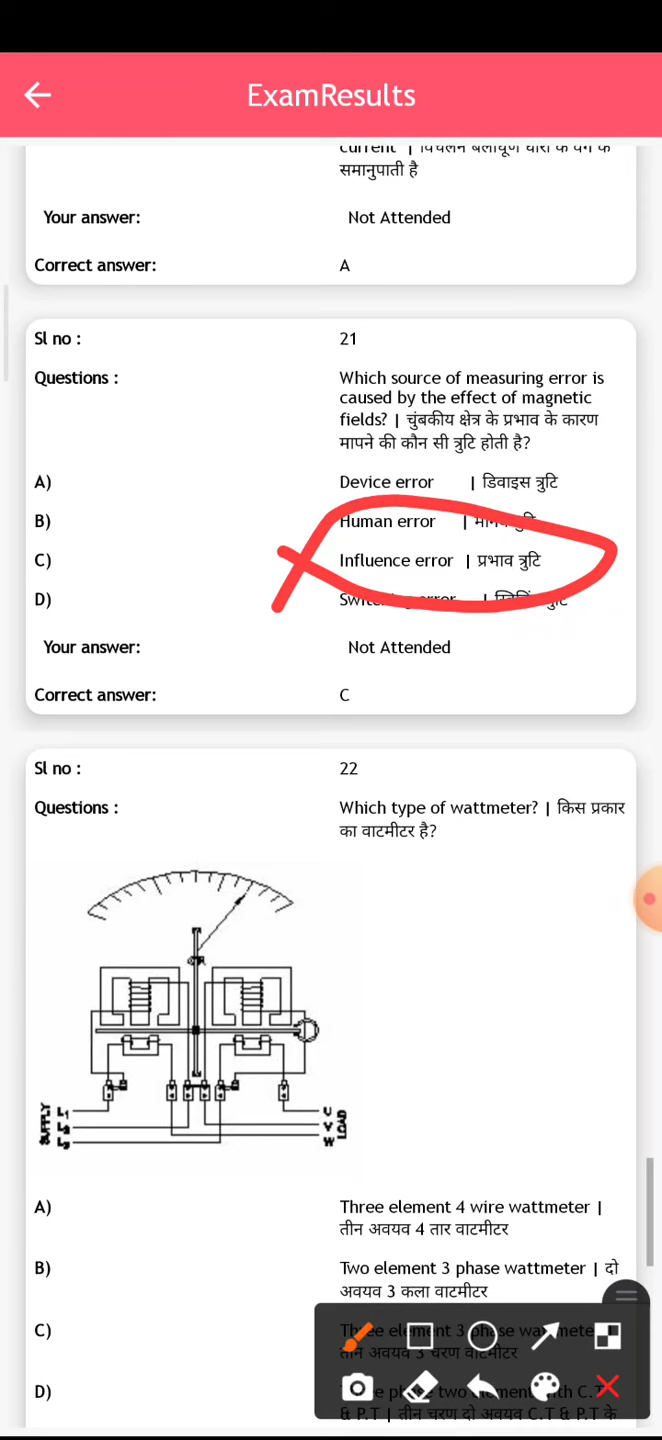 ExamResults
current |
समानुपाती है
Your answer: Not Attended
Correct answer: A
Sl no : 21
Questions : Which source of measuring error is
caused by the effect of magnetic
fields? | चुंबकीय क्षेत्र के प्रभाव के कारण
मापने की कौन सी त्रुटि होती है?
A) Device error | डिवाइस त्रुटि
B) Human error |
C) Influence error | प्रभाव त्रुटि
D)
Your answer: Not Attended
Correct answer: C
Sl no : 22
Questions : Which type of wattmeter? | किस प्रकार
का वाटमीटर है?
SUPPLY
LOAD
A) Three element 4 wire wattmeter |
तीन अवयव 4 तार वाटमीटर
B) Two element 3 phase wattmeter | दो
अवयव 3 कला वाटमीटर
C) element 3
3 चरण
D) two
& P.T | तीन चरण दो अवयव C.T & P.T के